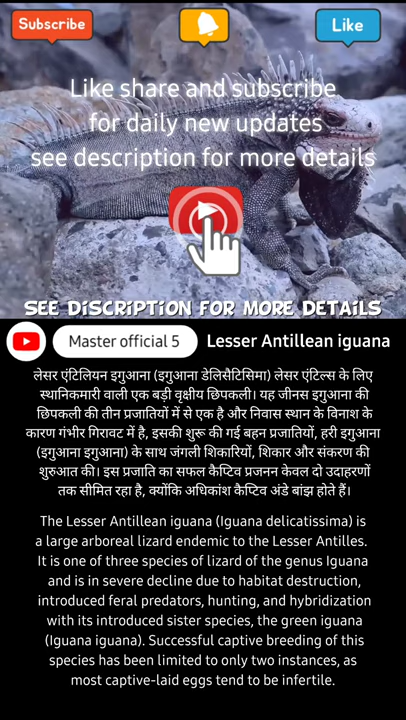 Subscribe
Like
Like share and subscribe
for daily new updates
see description for more details
SEE DiSCRiPTiON FOR MORE DETAiLS
Master official 5
Lesser Antillean iguana
लेसर एंटिलियन इगुआना (इगुआना डेलिसैटिसिमा) लेसर एंटिल्स के लिए
स्थानिकमारी वाली एक बड़ी वृक्षीय छिपकली। यह जीनस इगुआना की
छिपकली की तीन प्रजातियों में से एक है और निवास स्थान के विनाश के
कारण गंभीर गिरावट में है, इसकी शुरू की गई बहन प्रजातियों, हरी इगुआना
(इगुआना इगुआना) के साथ जंगली शिकारियों, शिकार और संकरण की
शुरुआत की। इस प्रजाति का सफल कैप्टिव प्रजनन केवल दो उदाहरणों
तक सीमित रहा है, क्योंकि अधिकांश कैप्टिव अंडे बांझ होते हैं।
The Lesser Antillean iguana (Iguana delicatissima) is
a large arboreal lizard endemic to the Lesser Antilles.
It is one of three species of lizard of the genus Iguana
and is in severe decline due to habitat destruction,
introduced feral predators, hunting, and hybridization
with its introduced sister species, the green iguana
(Iguana iguana). Successful captive breeding of this
species has been limited to only two instances, as
most captive-laid eggs tend to be infertile.